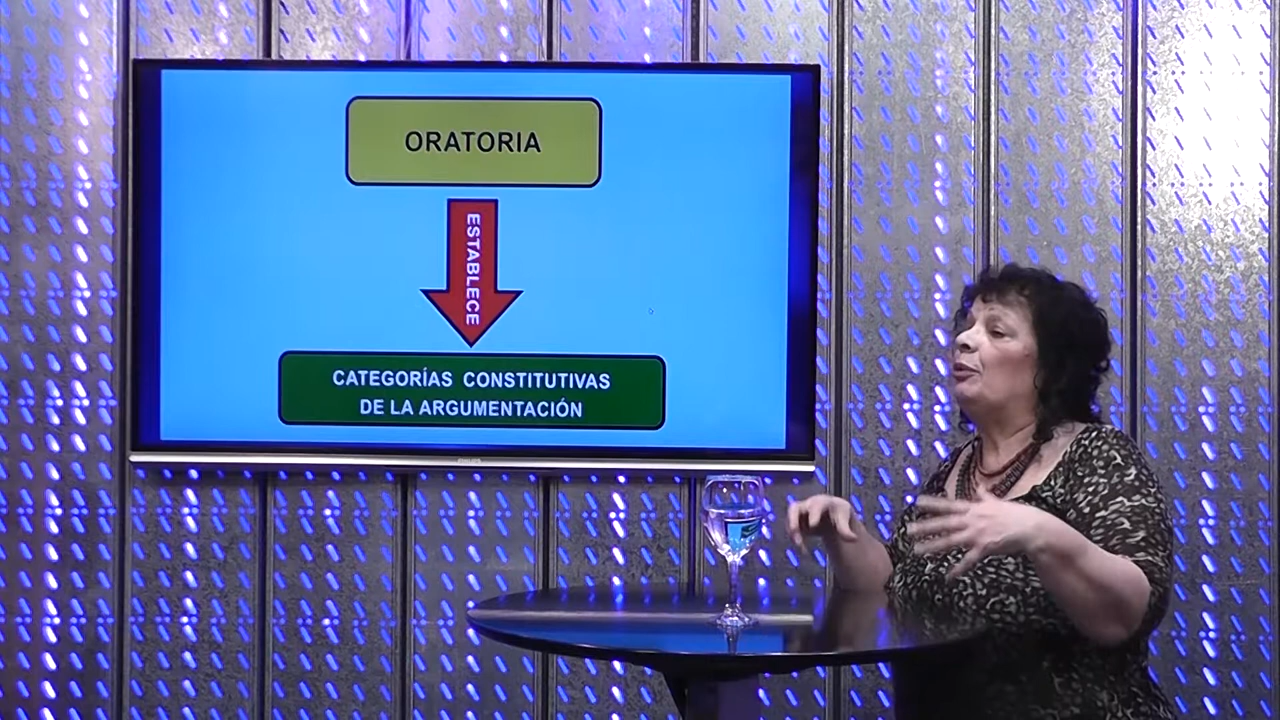 ORATORIA
ESTABLECE
CATEGORÍAS CONSTITUTIVAS
DE LA ARGUMENTACIÓN